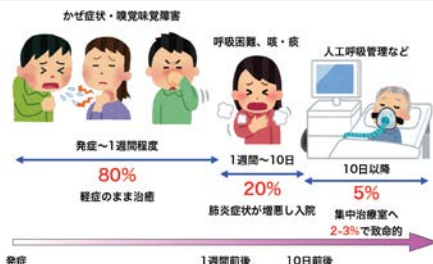 かぜ症状・嗅覚味覚障害
呼吸困難、咳・痰
人工呼吸管理など
発症～1週間程度
80%
軽症のまま治癒
1週間～10日
20%
肺炎症状が増悪し入院
10日以降
5%
集中治療室へ
2-3%で致命的
発症
1週間前後
10日前後